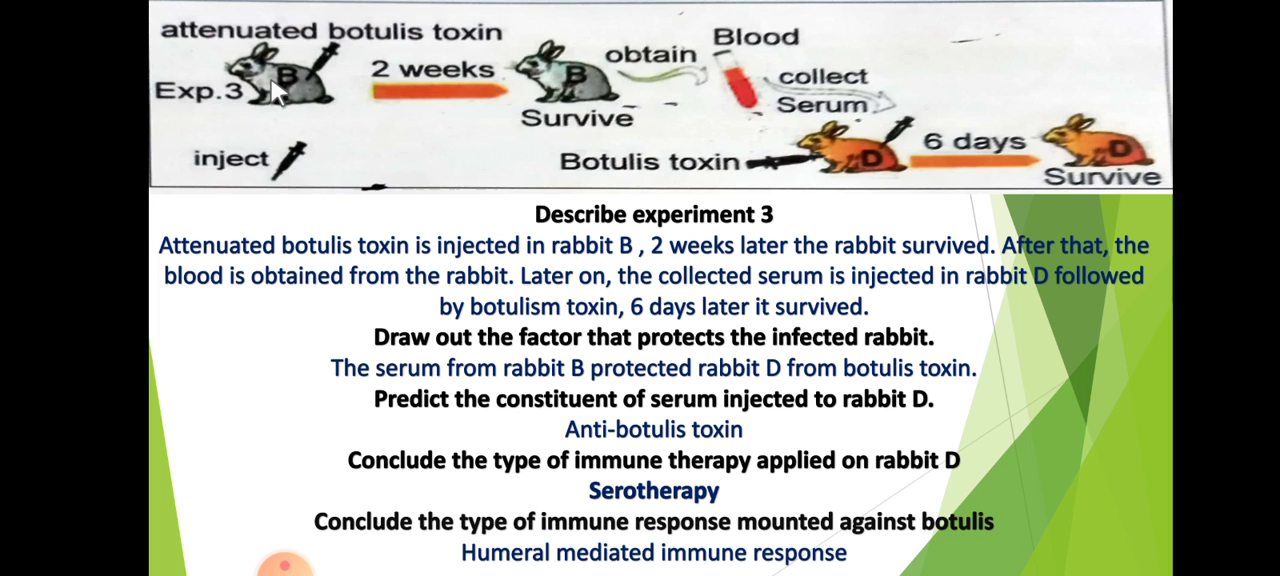 attenuated botulis toxin
Exp.3
B
2 weeks
B
Survive
obtain
Blood
collect
Serum
inject
Botulis toxin
D
6 days
D
Survive
Describe experiment 3
Attenuated botulis toxin is injected in rabbit B , 2 weeks later the rabbit survived. After that, the
blood is obtained from the rabbit. Later on, the collected serum is injected in rabbit D followed
by botulism toxin, 6 days later it survived.
Draw out the factor that protects the infected rabbit.
The serum from rabbit B protected rabbit D from botulis toxin.
Predict the constituent of serum injected to rabbit D.
Anti-botulis toxin
Conclude the type of immune therapy applied on rabbit D
Serotherapy
Conclude the type of immune response mounted against botulis
Humeral mediated immune response